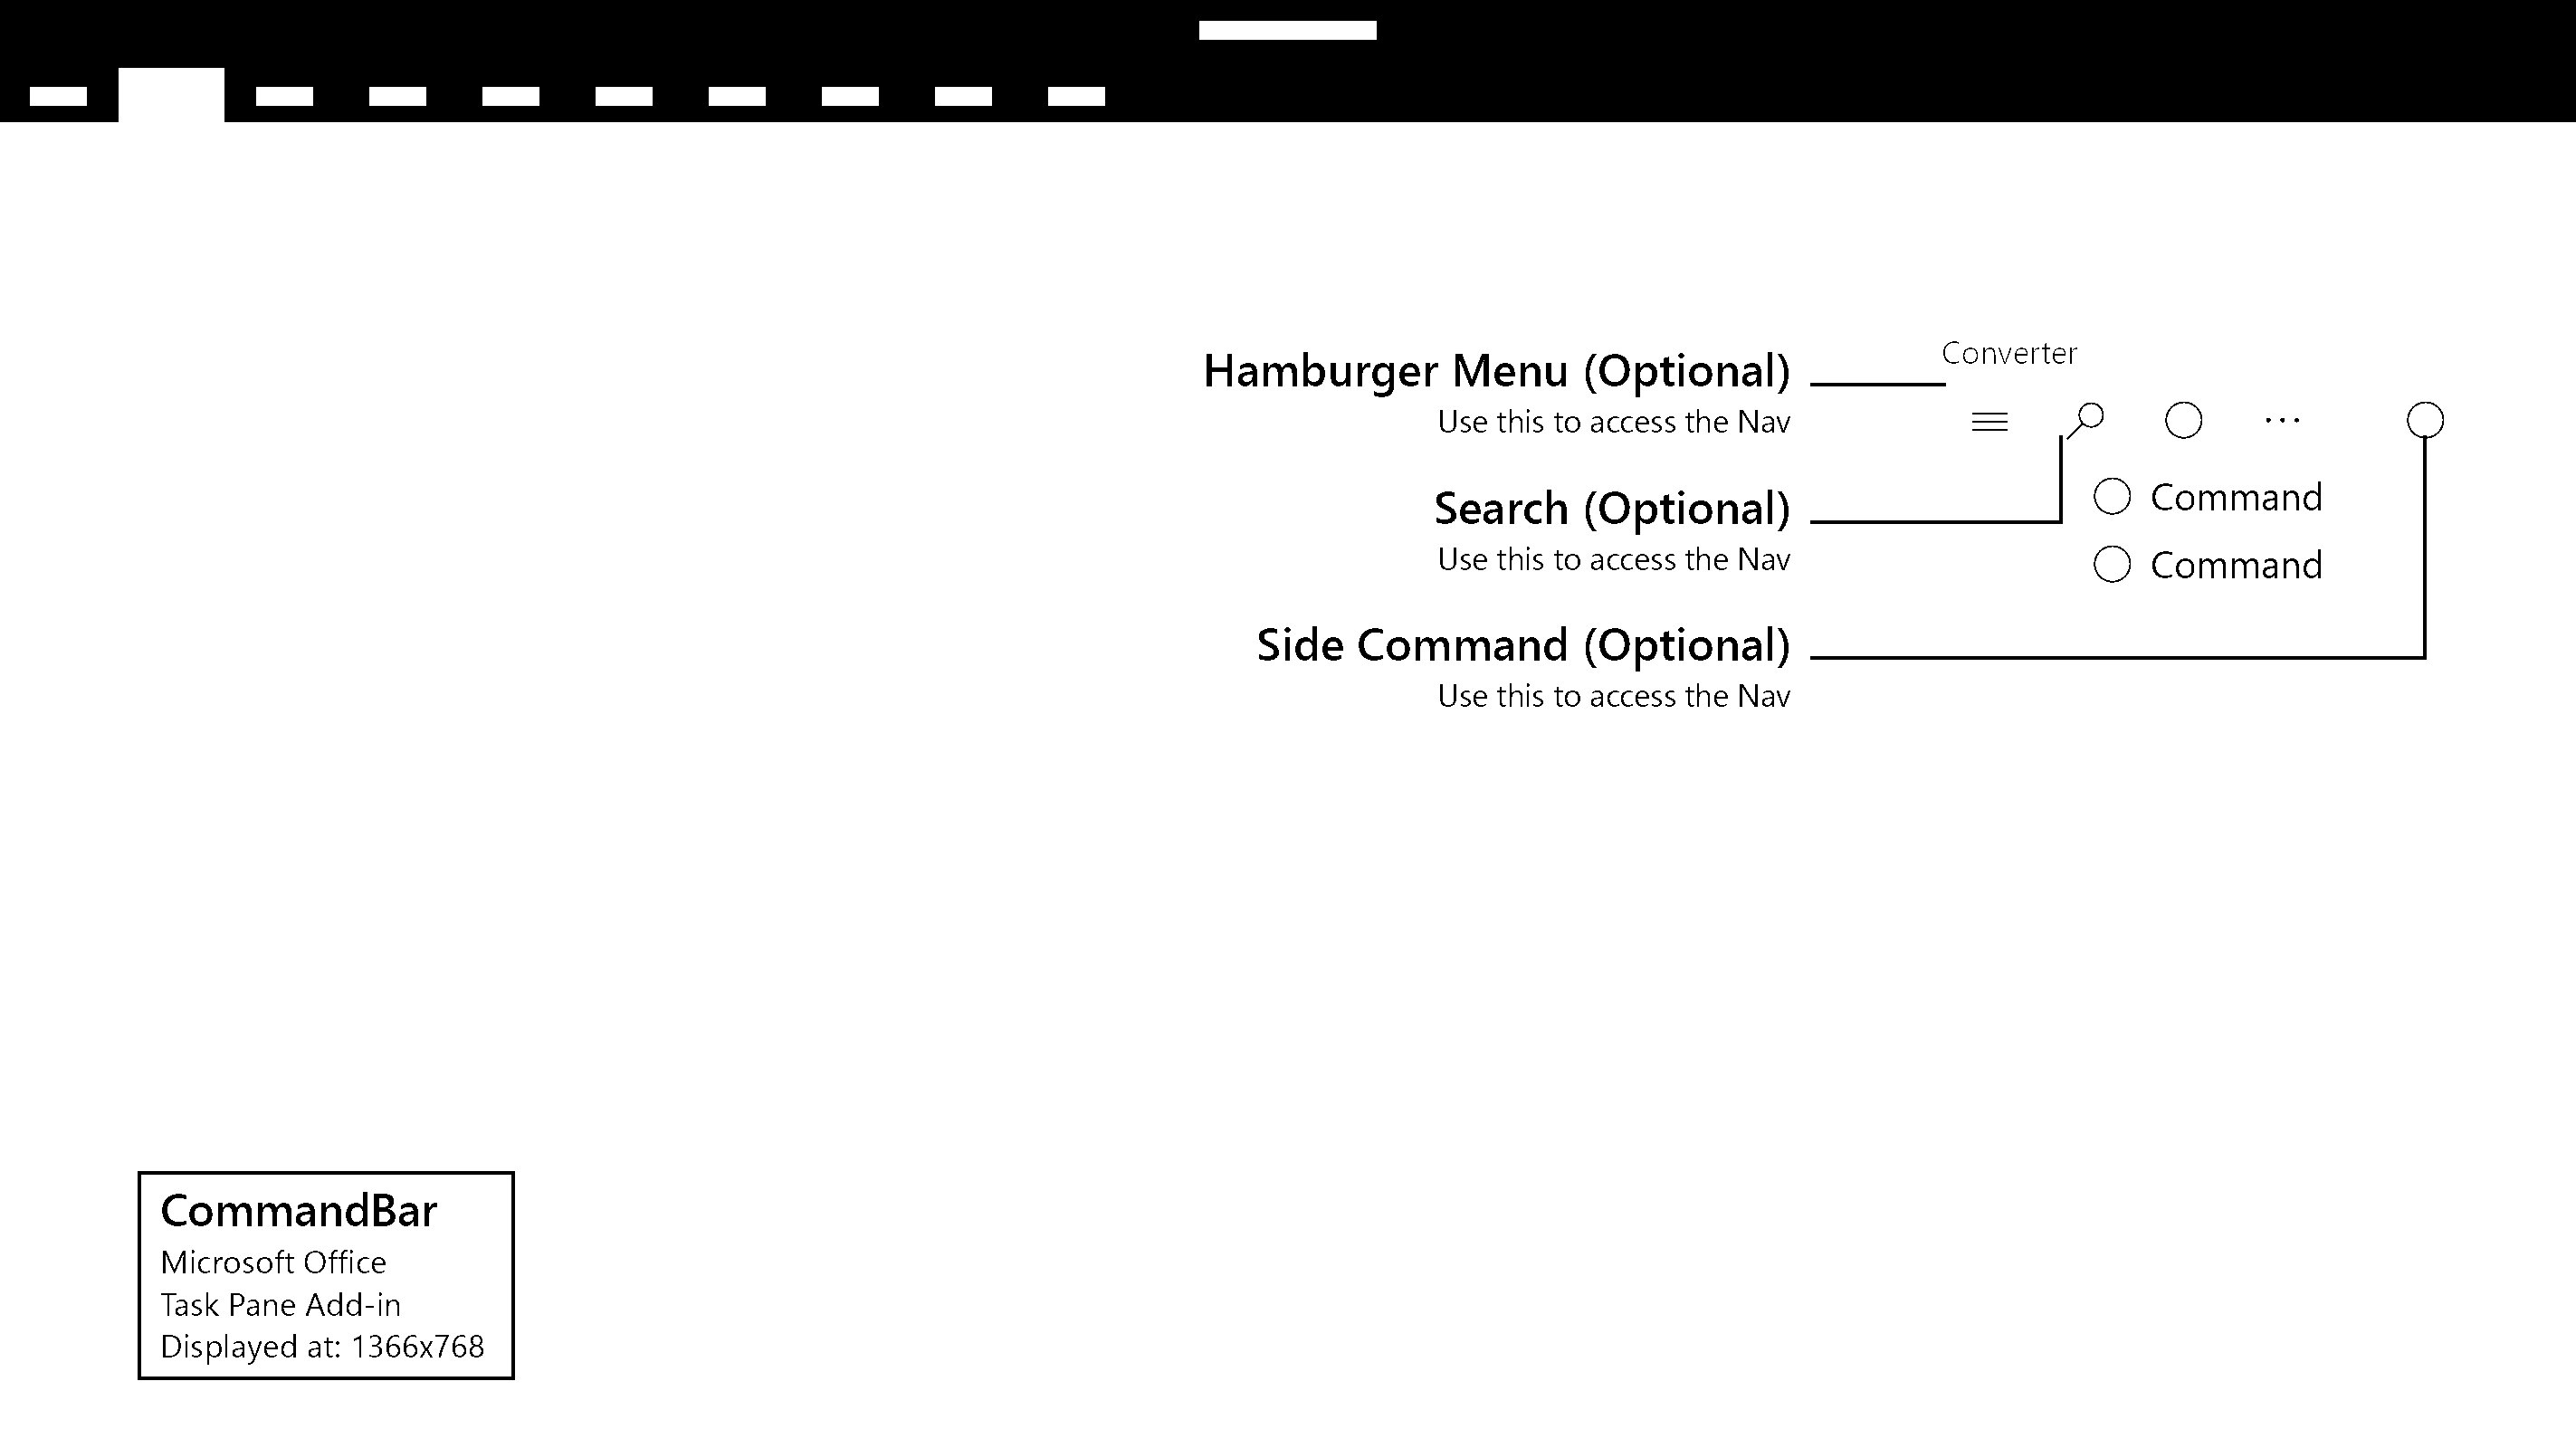 Hamburger Menu (Optional)
Use this to access the Nav
Converter
Search (Optional)
Use this to access the Nav
Command
Command
Side Command (Optional)
Use this to access the Nav
CommandBar
Microsoft Office
Task Pane Add-in
Displayed at: 1366x768